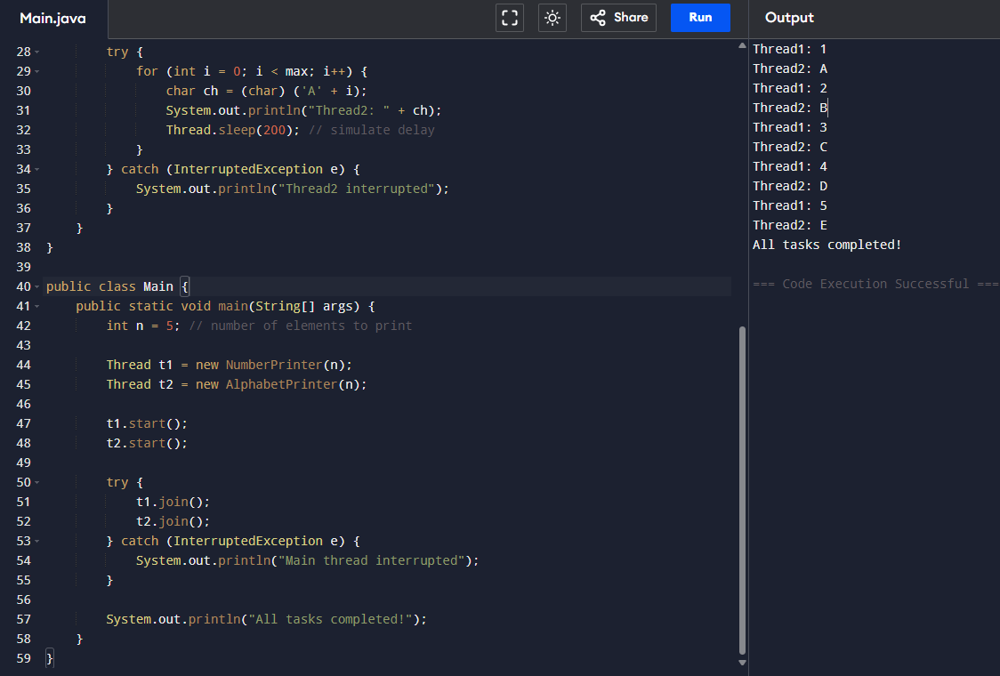 Main.java
Share
Run
Output
28 try {
29 for (int i = 0; i < max; i++) {
30 char ch = (char) ('A' + i);
31 System.out.println("Thread2: " + ch);
32 Thread.sleep(200); // simulate delay
33 }
34 } catch (InterruptedException e) {
35 System.out.println("Thread2 interrupted");
36 }
37 }
38 }
39
40 public class Main {
41 public static void main(String[] args) {
42 int n = 5; // number of elements to print
43
44 Thread t1 = new NumberPrinter(n);
45 Thread t2 = new AlphabetPrinter(n);
46
47 t1.start();
48 t2.start();
49
50 try {
51 t1.join();
52 t2.join();
53 } catch (InterruptedException e) {
54 System.out.println("Main thread interrupted");
55 }
56
57 System.out.println("All tasks completed!");
58 }
59 }
Thread1: 1
Thread2: A
Thread1: 2
Thread2: B
Thread1: 3
Thread2: C
Thread1: 4
Thread2: D
Thread1: 5
Thread2: E
All tasks completed!
=== Code Execution Successful ===